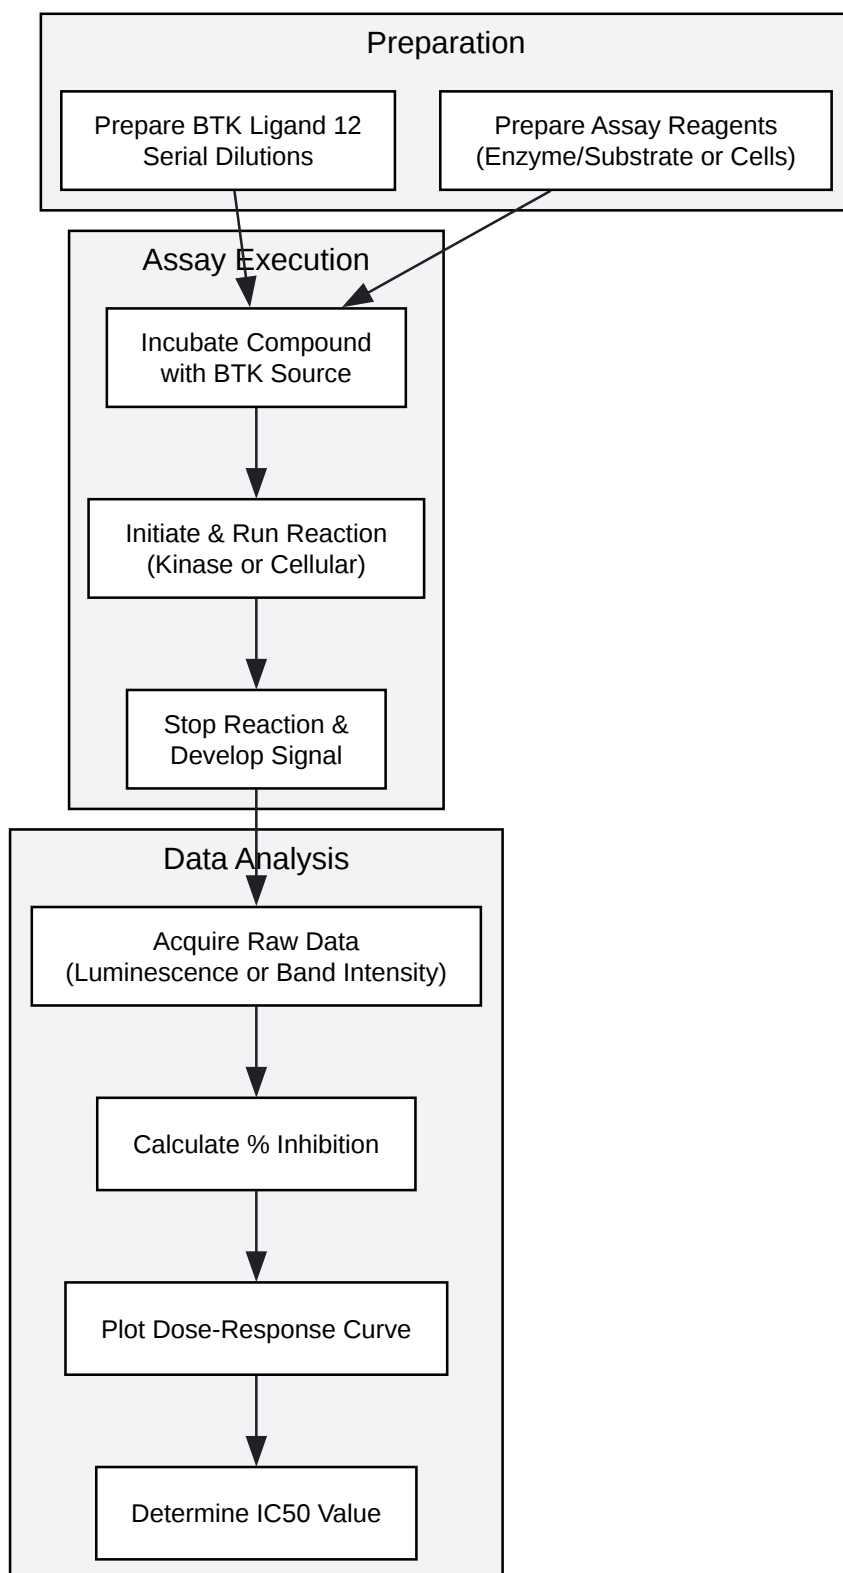 Preparation
Prepare BTK Ligand 12
Serial Dilutions
Prepare Assay Reagents
(Enzyme/Substrate or Cells)
Assay Execution
Incubate Compound
with BTK Source
Initiate & Run Reaction
(Kinase or Cellular)
Stop Reaction &
Develop Signal
Data Analysis
Acquire Raw Data
(Luminescence or Band Intensity)
Calculate % Inhibition
Plot Dose-Response Curve
Determine IC50 Value